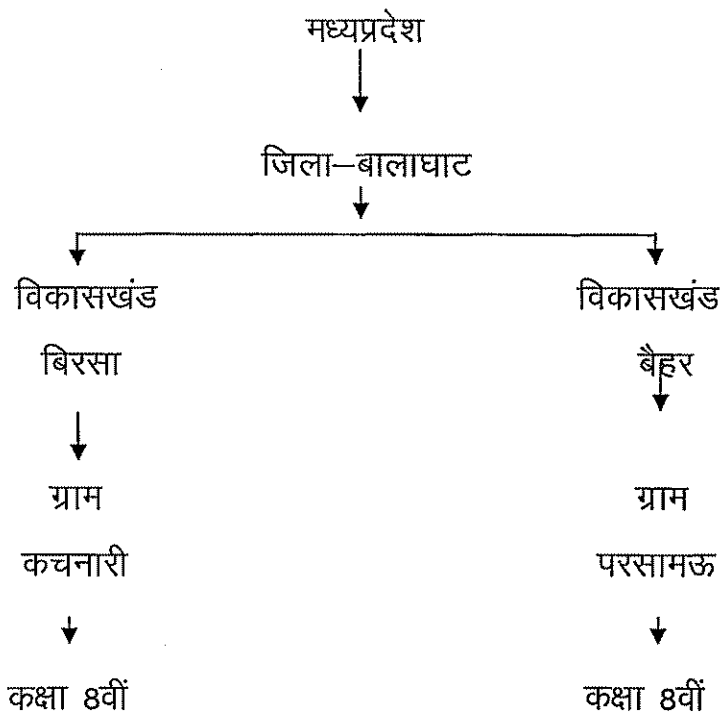 मध्यप्रदेश
जिला–बालाघाट
विकासखंड
बिरसा
ग्राम
कचनारी
कक्षा 8वीं
विकासखंड
बैहर
ग्राम
परसामऊ
कक्षा 8वीं